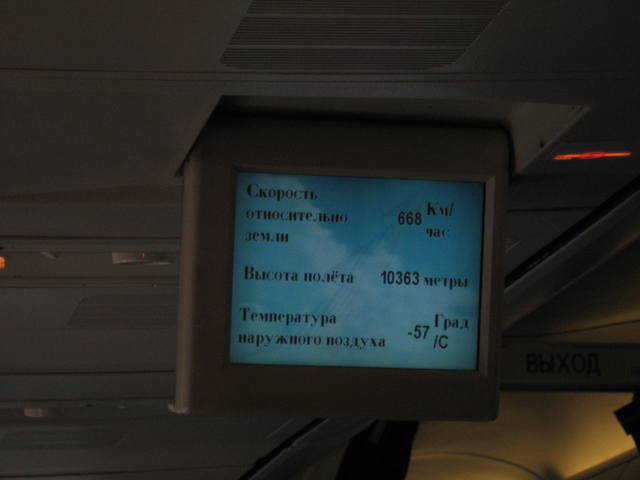 Скорость
относительно
земли
668 Км/
час
Высота полёта 10363 метры
Температура
наружного воздуха
-57 Град
/С
ВЫХОД